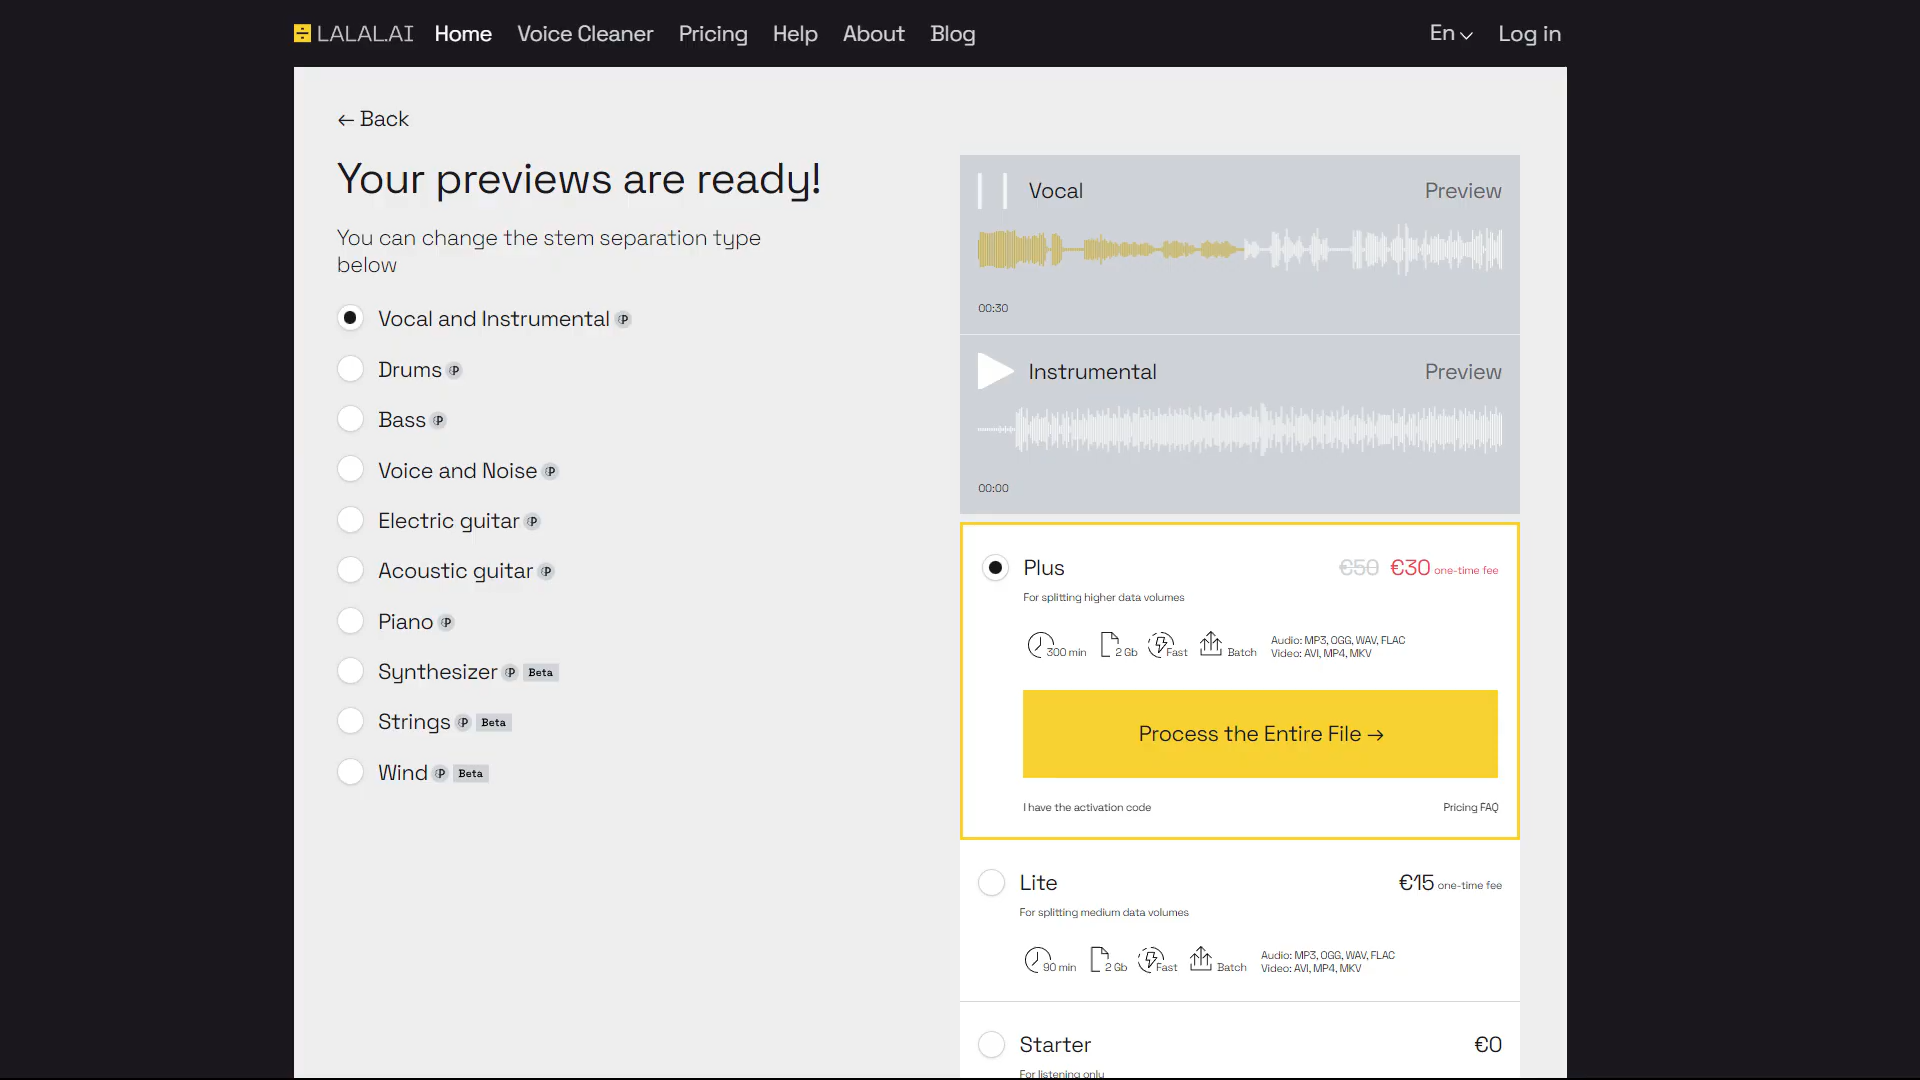 LALAL.AI Home Voice Cleaner Pricing Help About Blog En Log in
← Back
Your previews are ready!
You can change the stem separation type
below
Vocal and Instrumental P
Drums P
Bass P
Voice and Noise P
Electric guitar P
Acoustic guitar P
Piano P
Synthesizer P Beta
Strings P Beta
Wind P Beta
Vocal Preview
00:30
Instrumental Preview
00:00
Plus €50 €30 one-time fee
For splitting higher data volumes
300 min 2 Gb Fast Batch
Audio: MP3, OGG, WAV, FLAC
Video: AVI, MP4, MKV
Process the Entire File →
I have the activation code Pricing FAQ
Lite €15 one-time fee
For splitting medium data volumes
90 min 2 Gb Fast Batch
Audio: MP3, OGG, WAV, FLAC
Video: AVI, MP4, MKV
Starter €0
For listening only